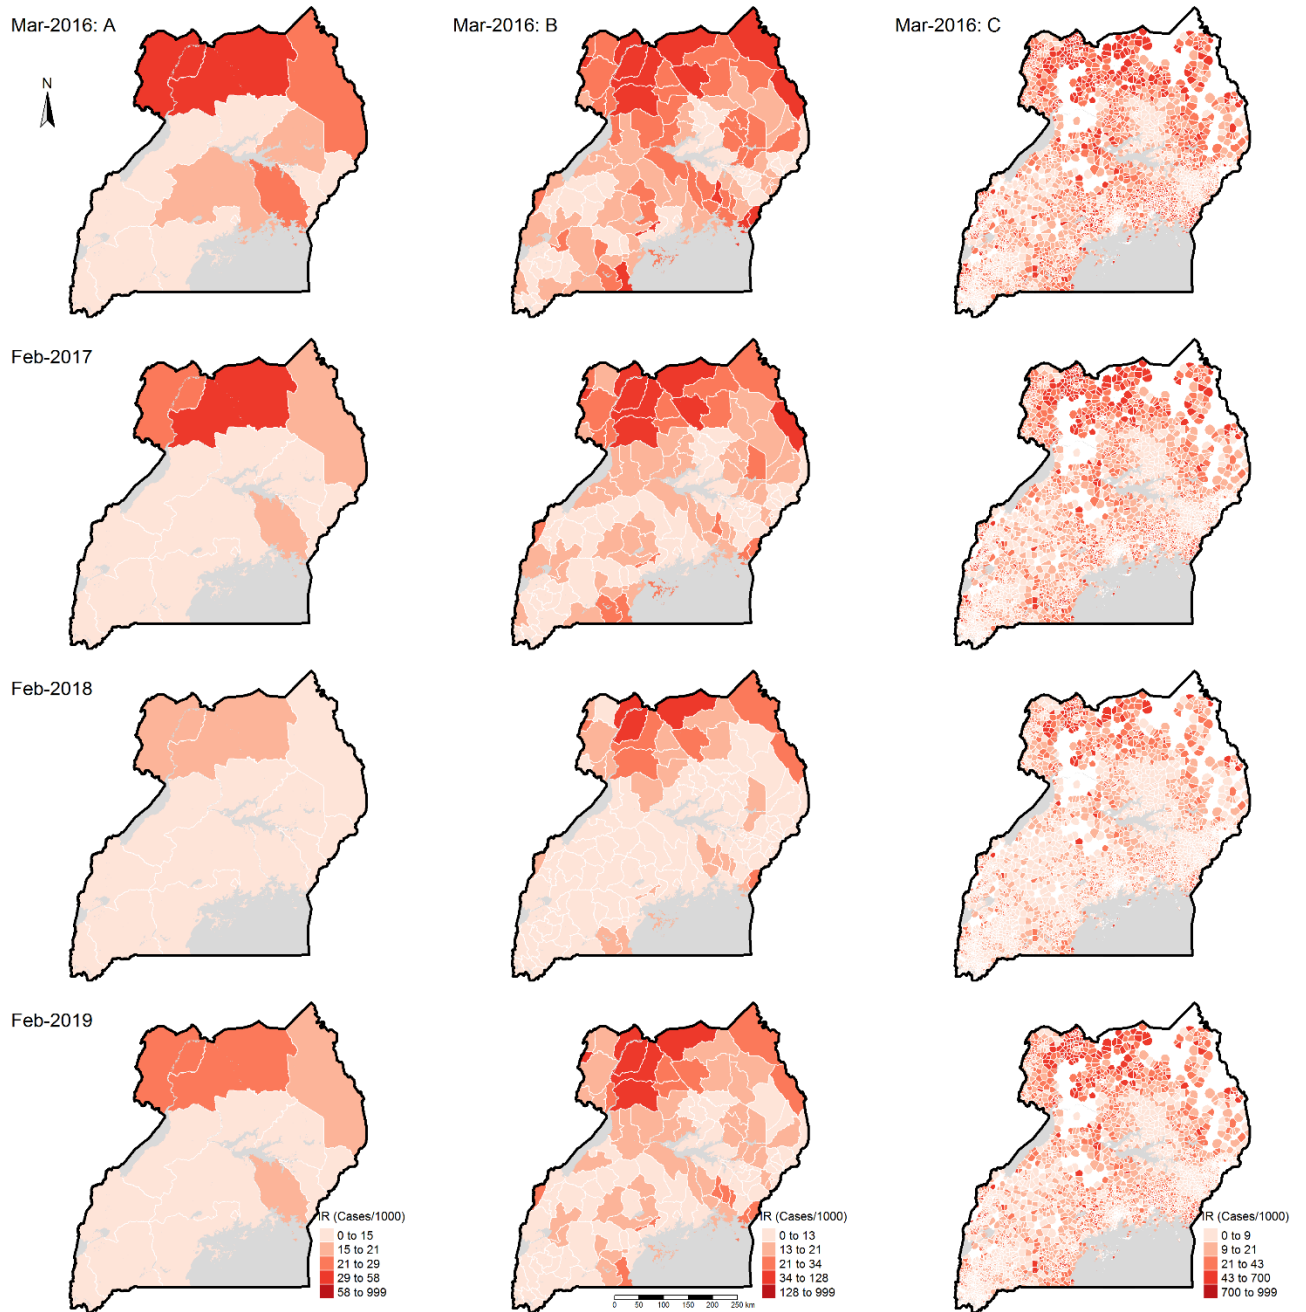 Mar-2016: A
Mar-2016: B
Mar-2016: C
N
Feb-2017
Feb-2018
Feb-2019
IR (Cases/1000)
0 to 15
15 to 21
21 to 29
29 to 58
58 to 999
IR (Cases/1000)
0 to 13
13 to 21
21 to 34
34 to 128
128 to 999
0 50 100 150 200 250 km
IR (Cases/1000)
0 to 9
9 to 21
21 to 43
43 to 700
700 to 999